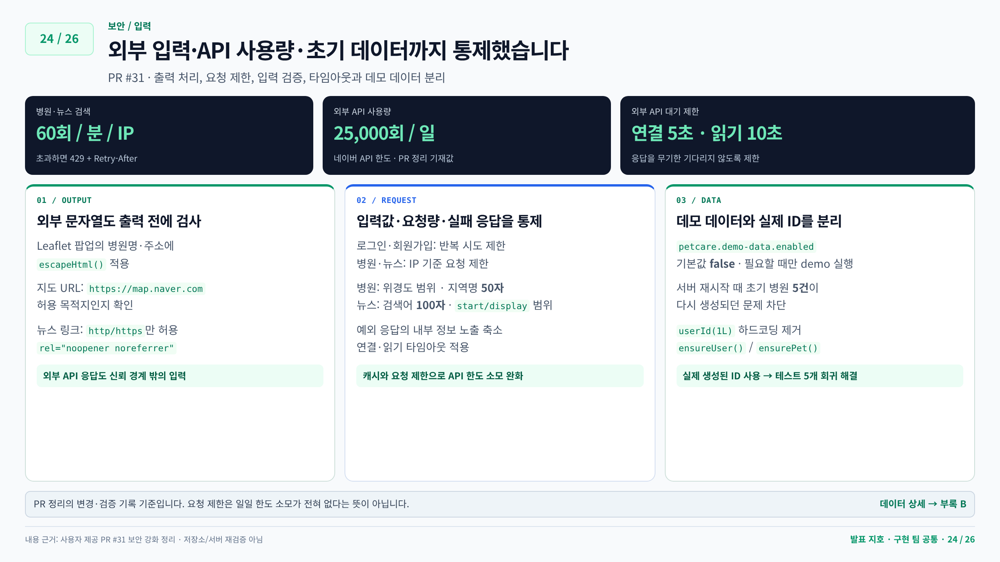 24 / 26
보안 / 입력
외부 입력·API 사용량·초기 데이터까지 통제했습니다
PR #31 · 출력 처리, 요청 제한, 입력 검증, 타임아웃과 데모 데이터 분리
병원·뉴스 검색
60회 / 분 / IP
초과하면 429 + Retry-After
외부 API 사용량
25,000회 / 일
네이버 API 한도 · PR 정리 기재값
외부 API 대기 제한
연결 5초 · 읽기 10초
응답을 무기한 기다리지 않도록 제한
01 / OUTPUT
외부 문자열도 출력 전에 검사
Leaflet 팝업의 병원명·주소에
escapeHtml() 적용
지도 URL: https://map.naver.com
허용 목적지인지 확인
뉴스 링크: http/https만 허용
rel="noopener noreferrer"
외부 API 응답도 신뢰 경계 밖의 입력
02 / REQUEST
입력값·요청량·실패 응답을 통제
로그인·회원가입: 반복 시도 제한
병원·뉴스: IP 기준 요청 제한
병원: 위경도 범위 · 지역명 50자
뉴스: 검색어 100자 · start/display 범위
예외 응답의 내부 정보 노출 축소
연결·읽기 타임아웃 적용
캐시와 요청 제한으로 API 한도 소모 완화
03 / DATA
데모 데이터와 실제 ID를 분리
petcare.demo-data.enabled
기본값 false · 필요할 때만 demo 실행
서버 재시작 때 초기 병원 5건이
다시 생성되던 문제 차단
userId(1L) 하드코딩 제거
ensureUser() / ensurePet()
실제 생성된 ID 사용 → 테스트 5개 회귀 해결
PR 정리의 변경·검증 기록 기준입니다. 요청 제한은 일일 한도 소모가 전혀 없다는 뜻이 아닙니다.
데이터 상세 → 부록 B
내용 근거: 사용자 제공 PR #31 보안 강화 정리 · 저장소/서버 재검증 아님
발표 지호 · 구현 팀 공통 · 24 / 26